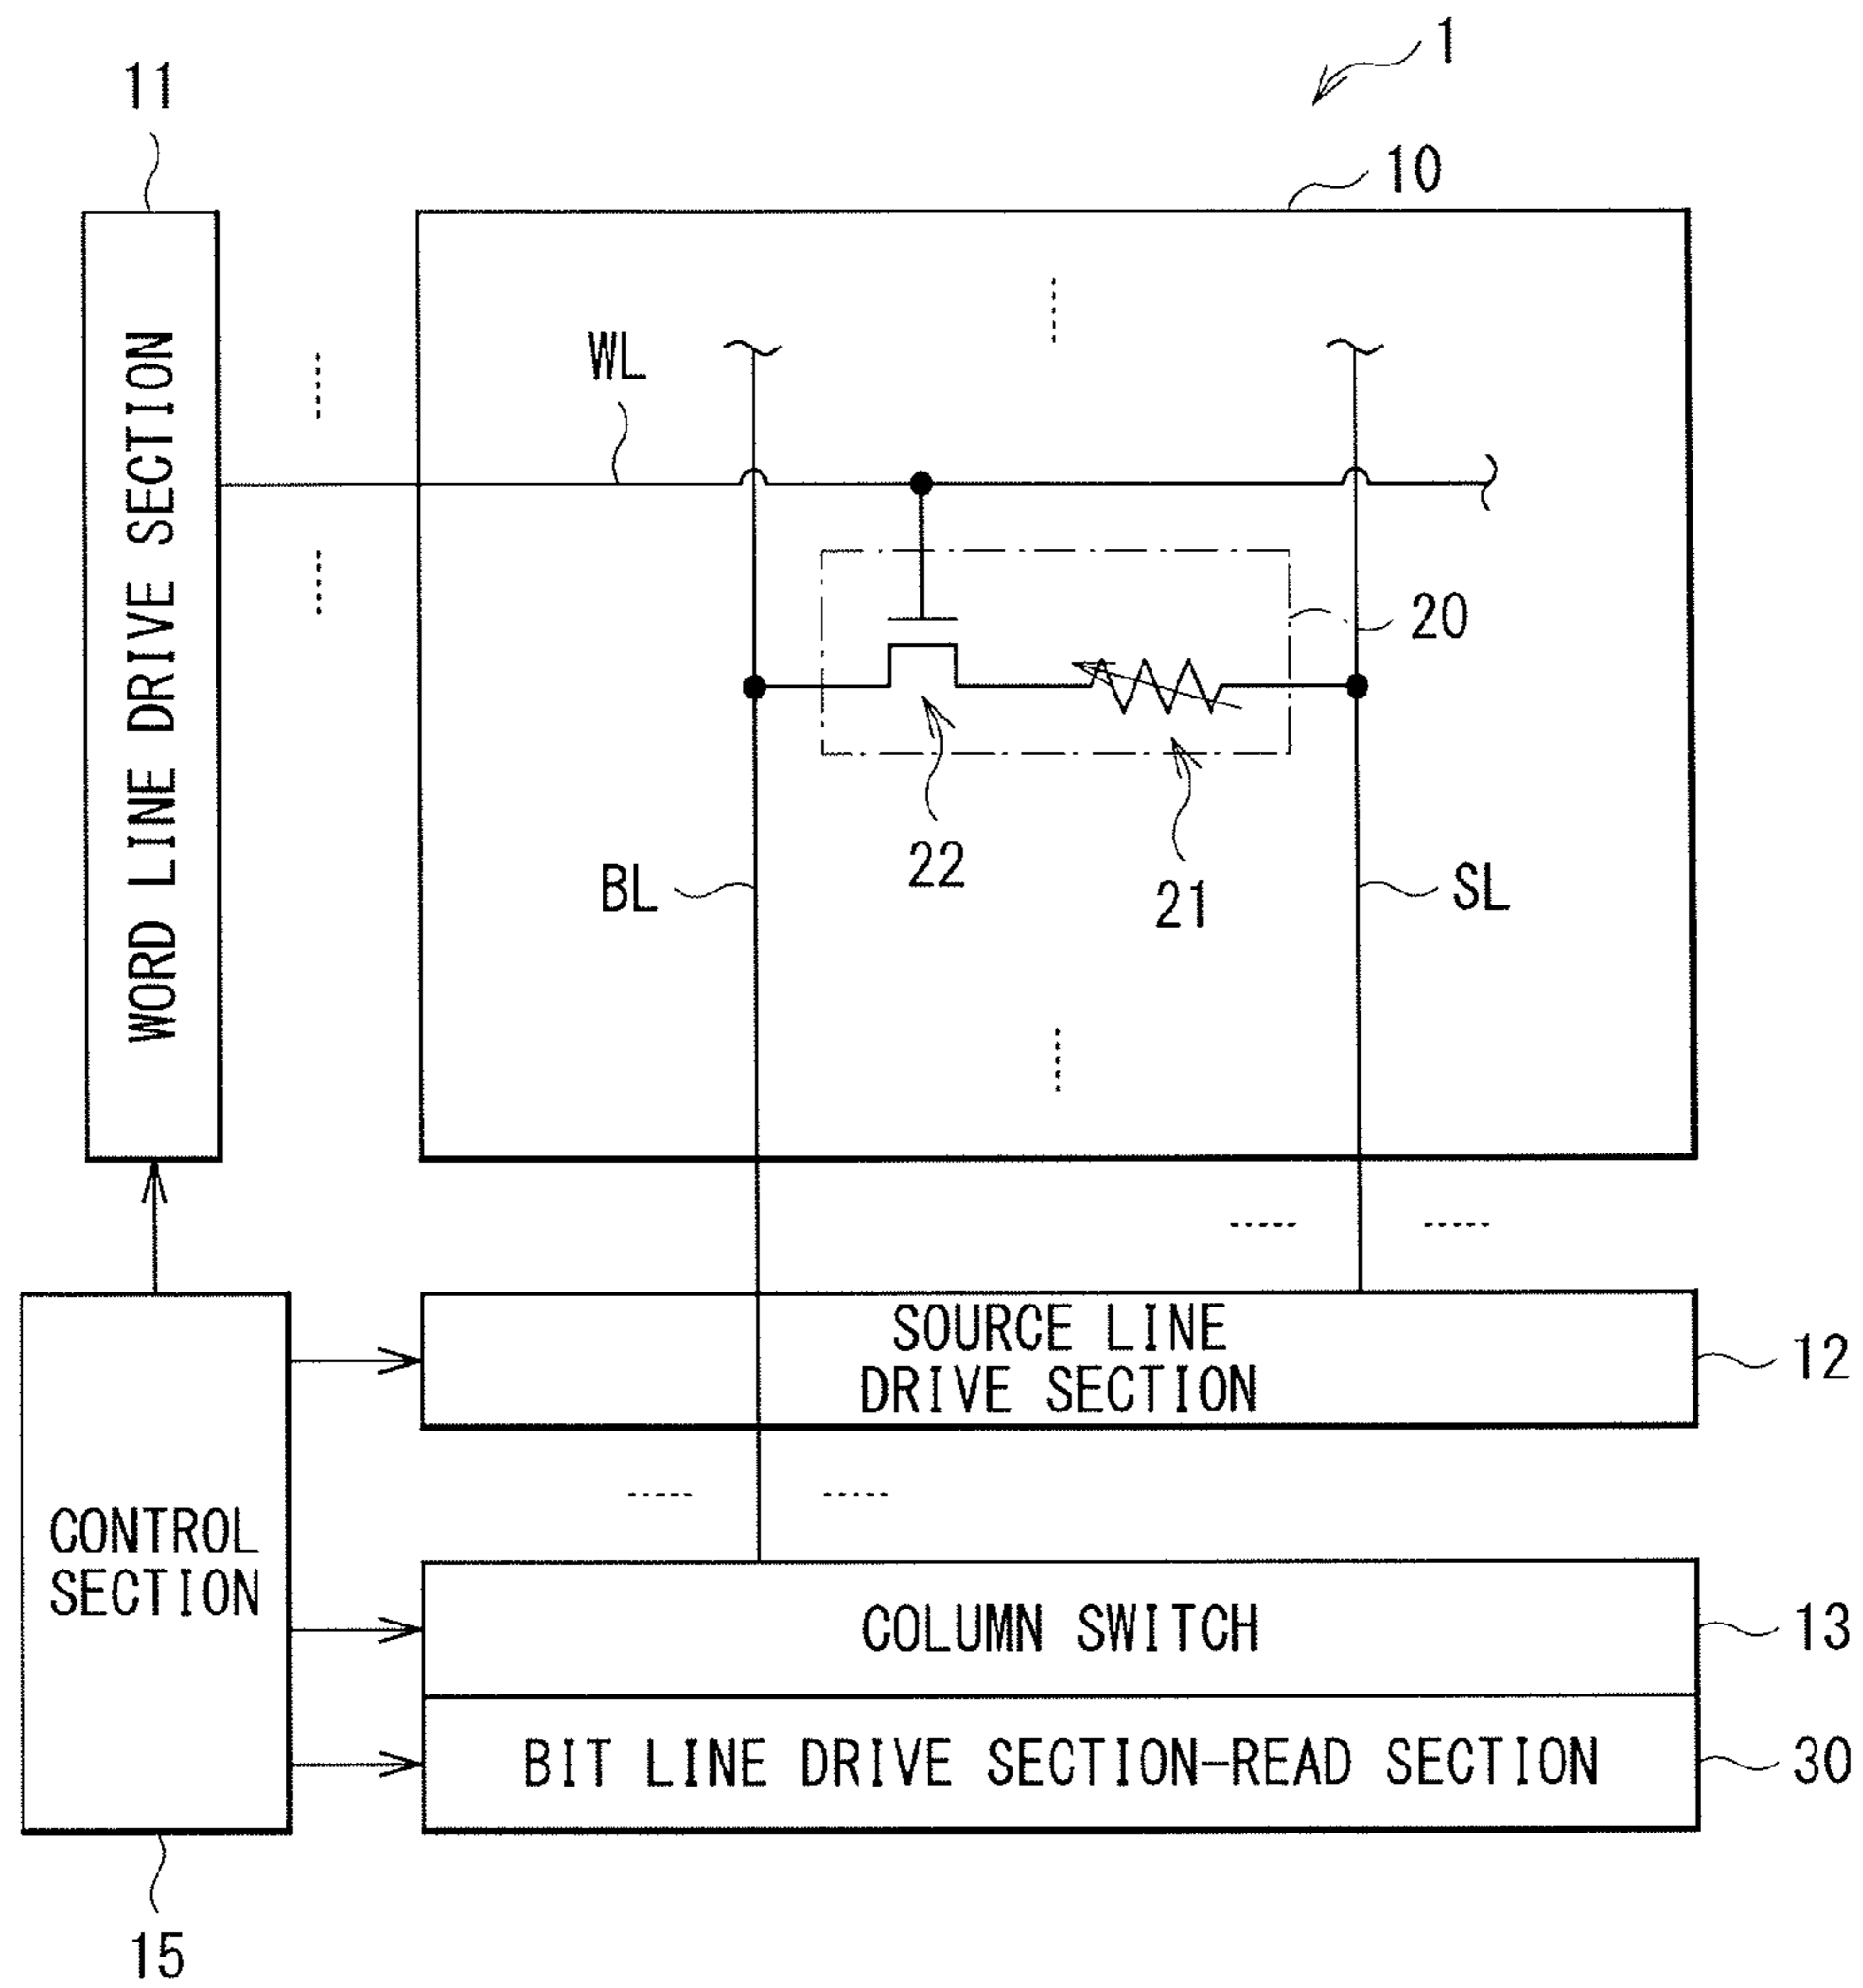 1
11
10
WORD LINE DRIVE SECTION
WL
20
22
21
BL
SL
SOURCE LINE
DRIVE SECTION
12
CONTROL
SECTION
COLUMN SWITCH
13
BIT LINE DRIVE SECTION-READ SECTION
30
15